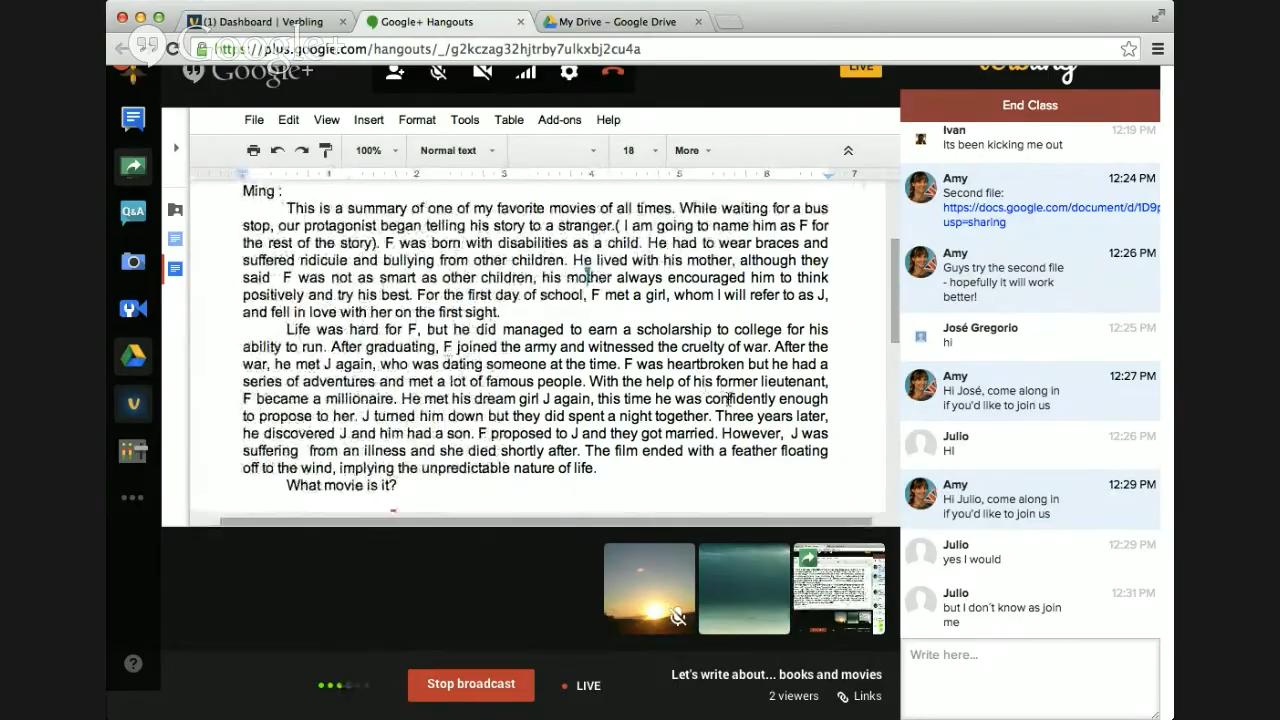 (1) Dashboard | Verbling
Google+ Hangouts
My Drive - Google Drive
https://plus.google.com/hangouts/_/g2kczag32hjtrby7ulkxbj2cu4a
Google+
LIVE
End Class
File Edit View Insert Format Tools Table Add-ons Help
100% Normal text 18 More
1 2 3 4 5 6 7
Ming :
This is a summary of one of my favorite movies of all times. While waiting for a bus
stop, our protagonist began telling his story to a stranger.( I am going to name him as F for
the rest of the story). F was born with disabilities as a child. He had to wear braces and
suffered ridicule and bullying from other children. He lived with his mother, although they
said F was not as smart as other children, his mother always encouraged him to think
positively and try his best. For the first day of school, F met a girl, whom I will refer to as J,
and fell in love with her on the first sight.
Life was hard for F, but he did managed to earn a scholarship to college for his
ability to run. After graduating, F joined the army and witnessed the cruelty of war. After the
war, he met J again, who was dating someone at the time. F was heartbroken but he had a
series of adventures and met a lot of famous people. With the help of his former lieutenant,
F became a millionaire. He met his dream girl J again, this time he was confidently enough
to propose to her. J turned him down but they did spent a night together. Three years later,
he discovered J and him had a son. F proposed to J and they got married. However, J was
suffering from an illness and she died shortly after. The film ended with a feather floating
off to the wind, implying the unpredictable nature of life.
What movie is it?
Ivan 12:19 PM
Its been kicking me out
Amy 12:24 PM
Second file:
https://docs.google.com/document/d/1D9p
usp=sharing
Amy 12:26 PM
Guys try the second file
- hopefully it will work
better!
José Gregorio 12:25 PM
hi
Amy 12:27 PM
Hi José, come along in
if you'd like to join us
Julio 12:26 PM
HI
Amy 12:29 PM
Hi Julio, come along in
if you'd like to join us
Julio 12:29 PM
yes I would
Julio 12:31 PM
but I don´t know as join
me
Write here...
Q&A
Stop broadcast
LIVE
Let's write about... books and movies
2 viewers Links